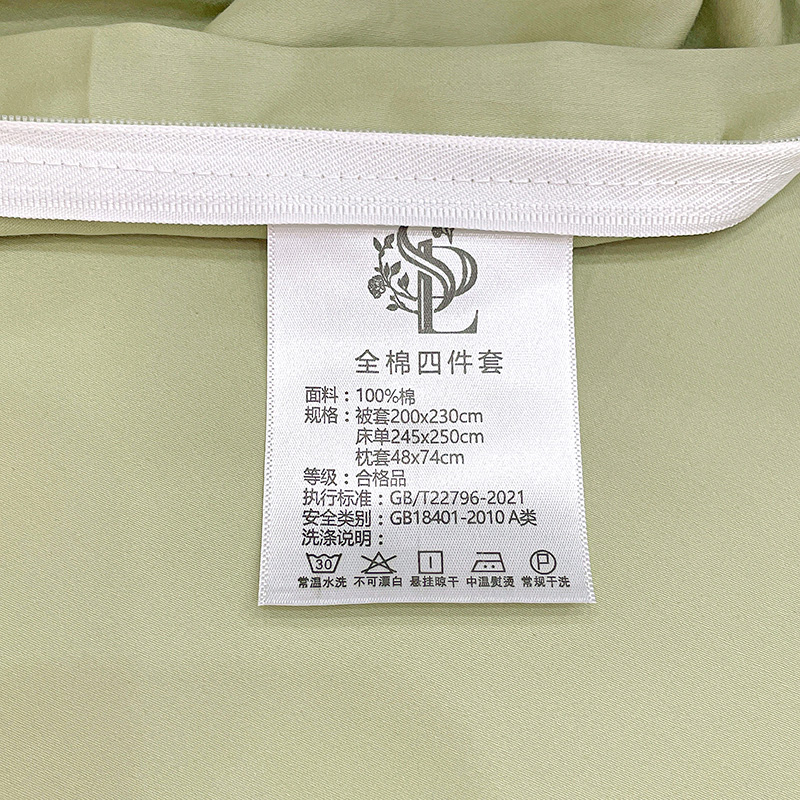 SL
全棉四件套
面料：100%棉
规格：被套200x230cm
床单245x250cm
枕套48x74cm
等级：合格品
执行标准：GB/T22796-2021
安全类别：GB18401-2010 A类
洗涤说明：
30 P
常温水洗 不可漂白 悬挂晾干 中温熨烫 常规干洗